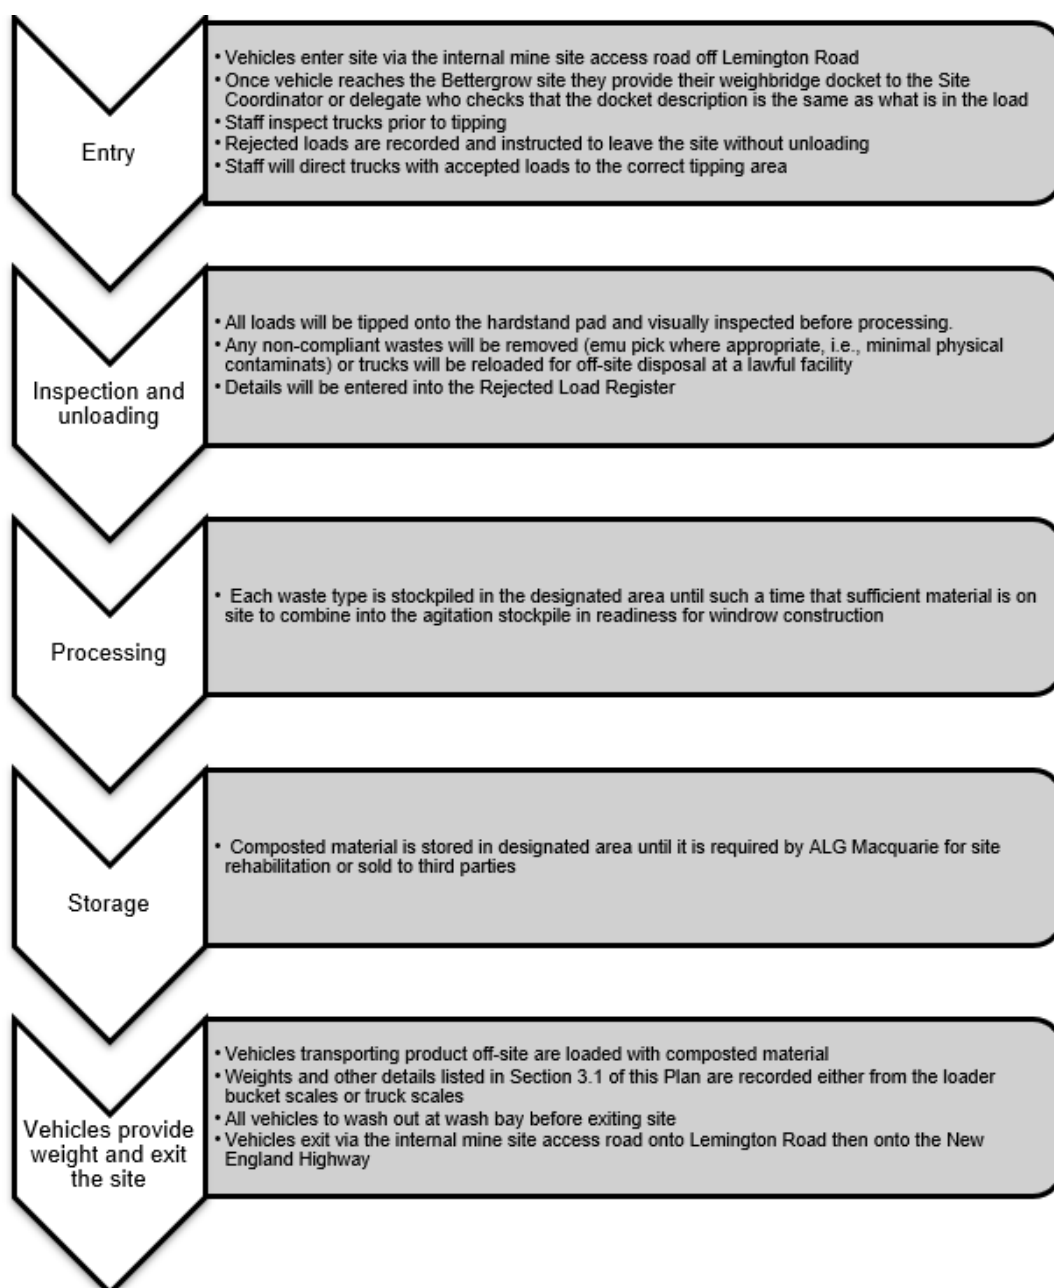 Entry
• Vehicles enter site via the internal mine site access road off Lemington Road
• Once vehicle reaches the Bettergrow site they provide their weighbridge docket to the Site
Coordinator or delegate who checks that the docket description is the same as what is in the load
• Staff inspect trucks prior to tipping
• Rejected loads are recorded and instructed to leave the site without unloading
• Staff will direct trucks with accepted loads to the correct tipping area
Inspection and
unloading
• All loads will be tipped onto the hardstand pad and visually inspected before processing.
• Any non-compliant wastes will be removed (emu pick where appropriate, i.e., minimal physical
contaminats) or trucks will be reloaded for off-site disposal at a lawful facility
• Details will be entered into the Rejected Load Register
Processing
• Each waste type is stockpiled in the designated area until such a time that sufficient material is on
site to combine into the agitation stockpile in readiness for windrow construction
Storage
• Composted material is stored in designated area until it is required by ALG Macquarie for site
rehabilitation or sold to third parties
Vehicles provide
weight and exit
the site
• Vehicles transporting product off-site are loaded with composted material
• Weights and other details listed in Section 3.1 of this Plan are recorded either from the loader
bucket scales or truck scales
• All vehicles to wash out at wash bay before exiting site
• Vehicles exit via the internal mine site access road onto Lemington Road then onto the New
England Highway